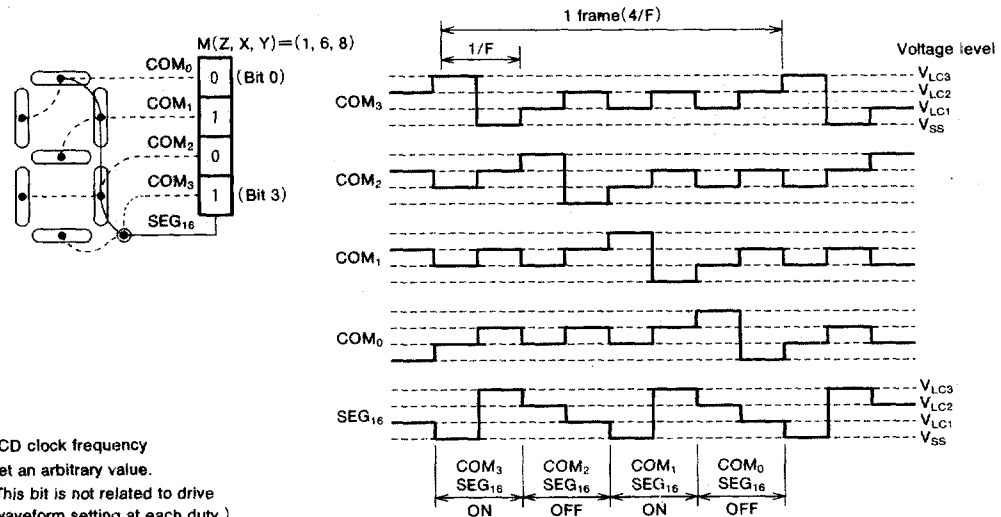 M(Z, X, Y)=(1, 6, 8)
COM0
0
(Bit 0)
COM1
1
COM2
0
COM3
1
(Bit 3)
SEG16
1 frame(4/F)
1/F
Voltage level
VLC3
VLC2
VLC1
VSS
COM3
COM2
COM1
COM0
SEG16
VLC3
VLC2
VLC1
VSS
COM3 COM2 COM1 COM0
SEG16 SEG16 SEG16 SEG16
ON OFF ON OFF
CD clock frequency
et an arbitrary value.
This bit is not related to drive
waveform setting at each duty.)